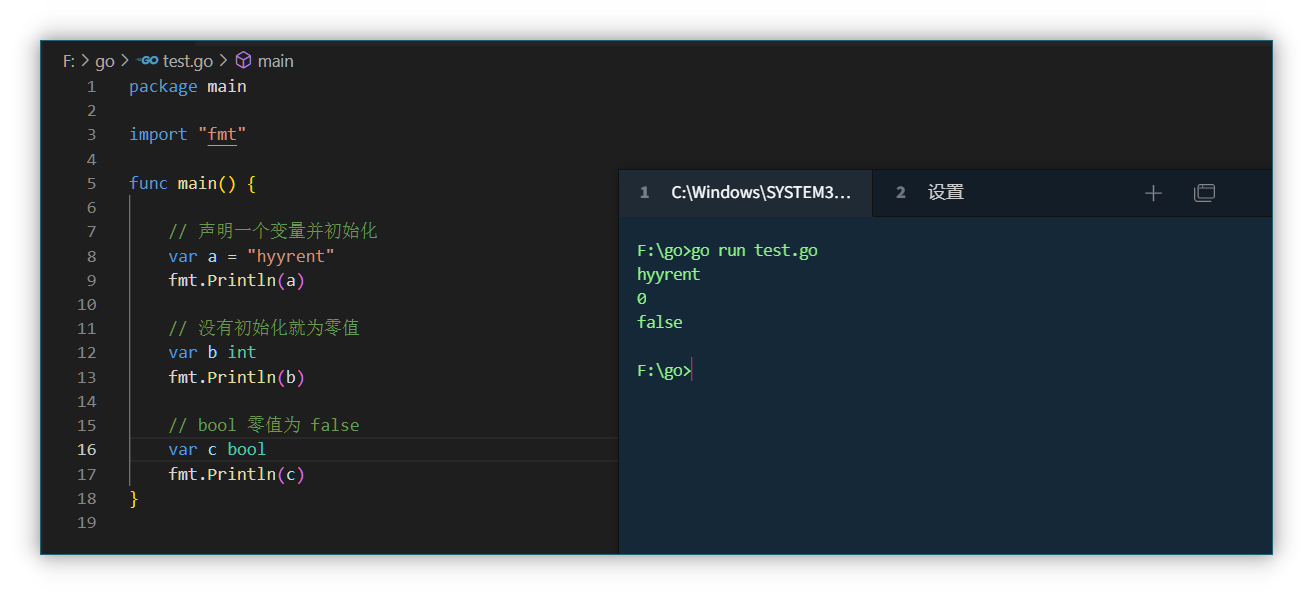 F: > go > GO test.go > main
1 package main
2
3 import "fmt"
4
5 func main() {
6
7 // 声明一个变量并初始化
8 var a = "hyyrent"
9 fmt.Println(a)
10
11 // 没有初始化就为零值
12 var b int
13 fmt.Println(b)
14
15 // bool 零值为 false
16 var c bool
17 fmt.Println(c)
18 }
19
1 C:\Windows\SYSTEM3... 2 设置
F:\go>go run test.go
hyyrent
0
false
F:\go>